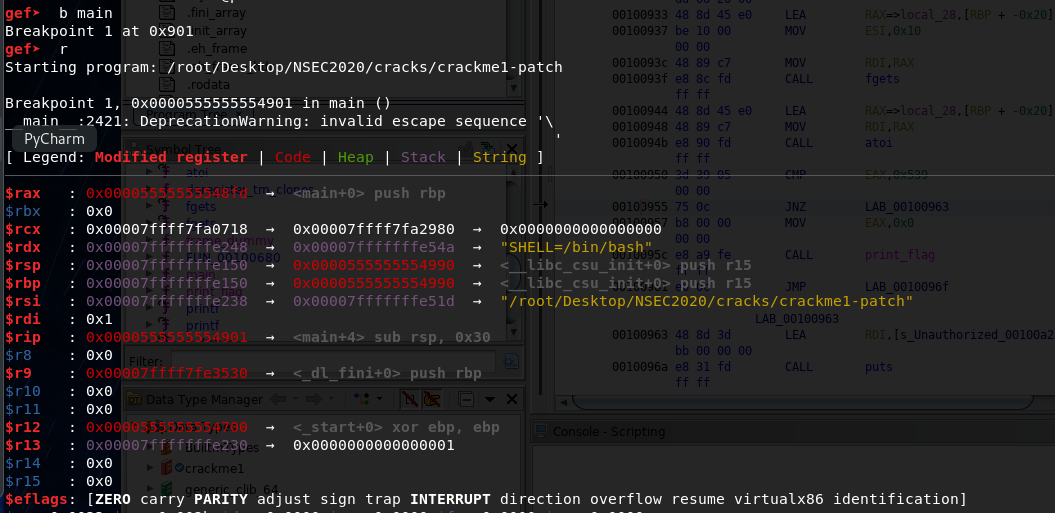 gef➤  b main
Breakpoint 1 at 0x901
gef➤  r
Starting program: /root/Desktop/NSEC2020/cracks/crackme1-patch
Breakpoint 1, 0x0000555555554901 in main ()
__main__:2421: DeprecationWarning: invalid escape sequence '\
'
PyCharm
[ Legend: Modified register | Code | Heap | Stack | String ]
$rax   : 0x00005555555548fd  →  <main+0> push rbp
$rbx   : 0x0
$rcx   : 0x00007ffff7fa0718  →  0x00007ffff7fa2980  →  0x0000000000000000
$rdx   : 0x00007fffffffe248  →  0x00007fffffffe54a  →  "SHELL=/bin/bash"
$rsp   : 0x00007fffffffe150  →  0x0000555555554990  →  <__libc_csu_init+0> push r15
$rbp   : 0x00007fffffffe150  →  0x0000555555554990  →  <__libc_csu_init+0> push r15
$rsi   : 0x00007fffffffe238  →  0x00007fffffffe51d  →  "/root/Desktop/NSEC2020/cracks/crackme1-patch"
$rdi   : 0x1
$rip   : 0x0000555555554901  →  <main+4> sub rsp, 0x30
$r8    : 0x0
$r9    : 0x00007ffff7fe3530  →  <_dl_fini+0> push rbp
$r10   : 0x0
$r11   : 0x0
$r12   : 0x0000555555554700  →  <_start+0> xor ebp, ebp
$r13   : 0x00007fffffffe230  →  0x0000000000000001
$r14   : 0x0
$r15   : 0x0
$eflags: [ZERO carry PARITY adjust sign trap INTERRUPT direction overflow resume virtualx86 identification]
.fini_array
.init_array
.eh_frame
.rodata
Symbol Tree
atoi
fgets
FUN_00100680
printf
printf
Filter:
Data Type Manager
crackme1
generic_clib_64
00100933 48 8d 45 e0 LEA RAX=>local_28,[RBP + -0x20]
00100937 be 10 00 MOV ESI,0x10
00 00
0010093c 48 89 c7 MOV RDI,RAX
0010093f e8 8c fd CALL fgets
ff ff
00100944 48 8d 45 e0 LEA RAX=>local_28,[RBP + -0x20]
00100948 48 89 c7 MOV RDI,RAX
0010094b e8 90 fd CALL atoi
ff ff
00100950 3d 39 05 CMP EAX,0x539
00103955 75 0c JNZ LAB_00100963
00100957 b8 00 00 MOV EAX,0x0
e8 a9 fe CALL print_flag
JMP LAB_0010096f
LAB_00100963
00100963 48 8d 3d LEA RDI,[s_Unauthorized_00100a2
bb 00 00 00
0010096a e8 31 fd CALL puts
ff ff
Console - Scripting